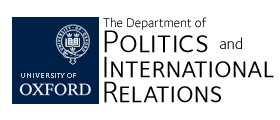 The Department of
POLITICS and
INTERNATIONAL
RELATIONS
UNIVERSITY OF
OXFORD